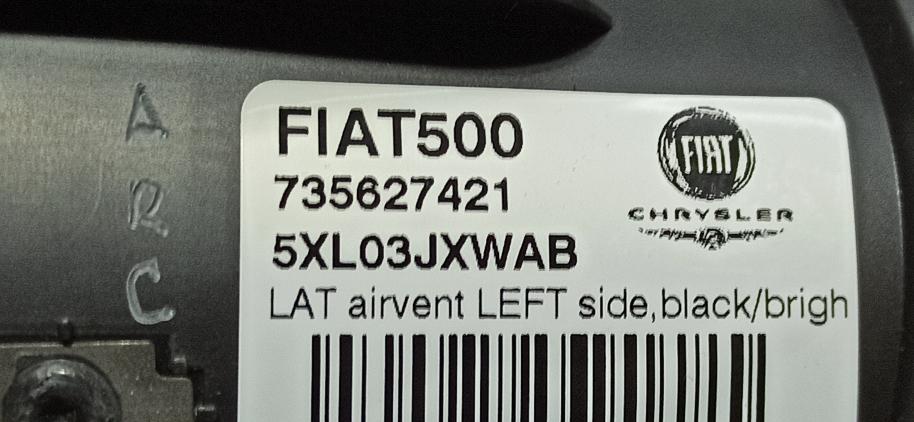 A
R
C
FIAT500
735627421
5XL03JXWAB
LAT airvent LEFT side,black/brigh
FIAT
CHRYSLER